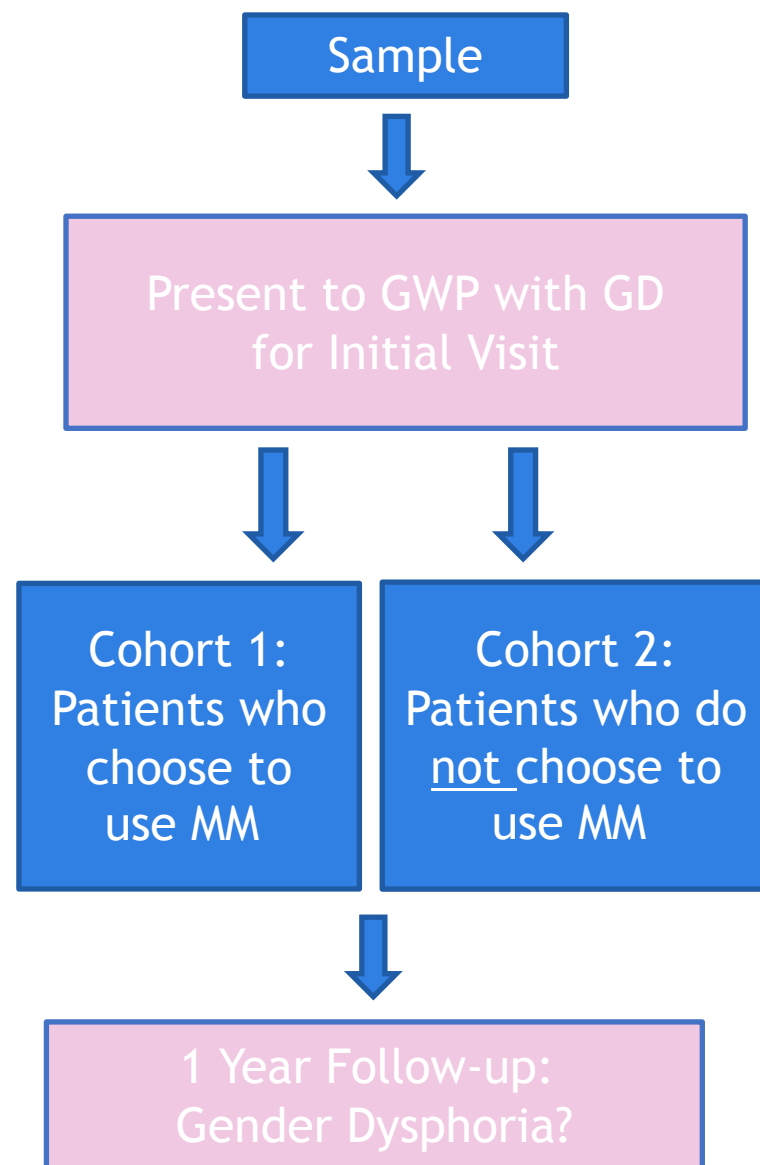 Sample
Present to GWP with GD
for Initial Visit
Cohort 1:
Patients who
choose to
use MM
Cohort 2:
Patients who do
not choose to
use MM
1 Year Follow-up:
Gender Dysphoria?